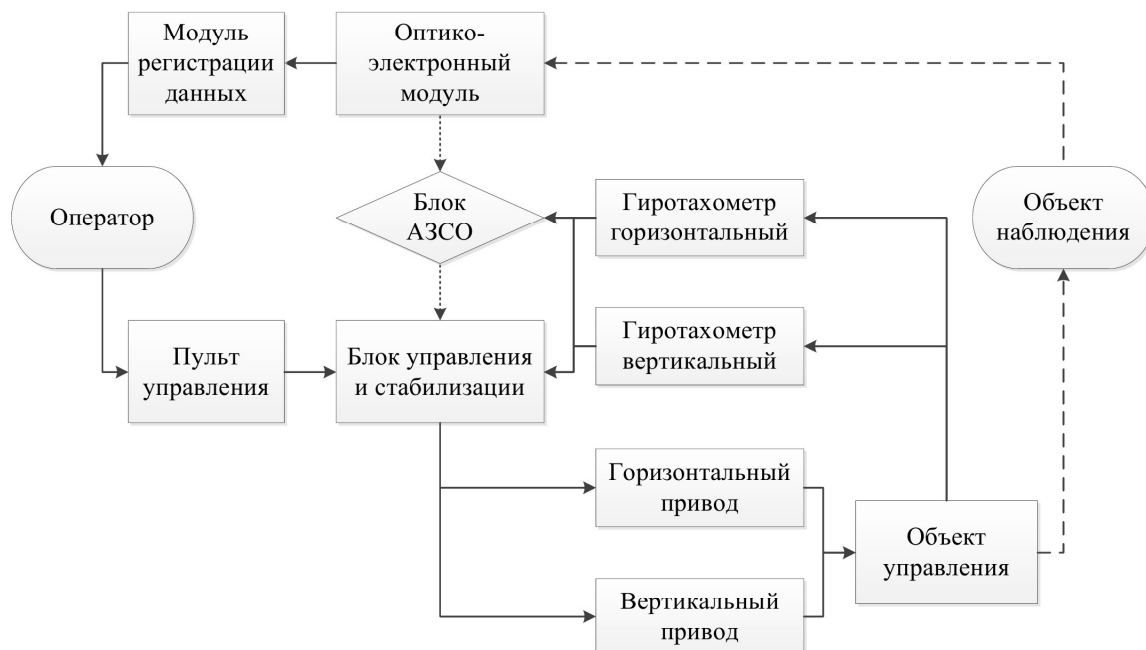 Модуль
регистрации
данных
Оптико-
электронный
модуль
Оператор
Блок
АЗСО
Гиротахометр
горизонтальный
Объект
наблюдения
Гиротахометр
вертикальный
Пульт
управления
Блок управления
и стабилизации
Горизонтальный
привод
Объект
управления
Вертикальный
привод